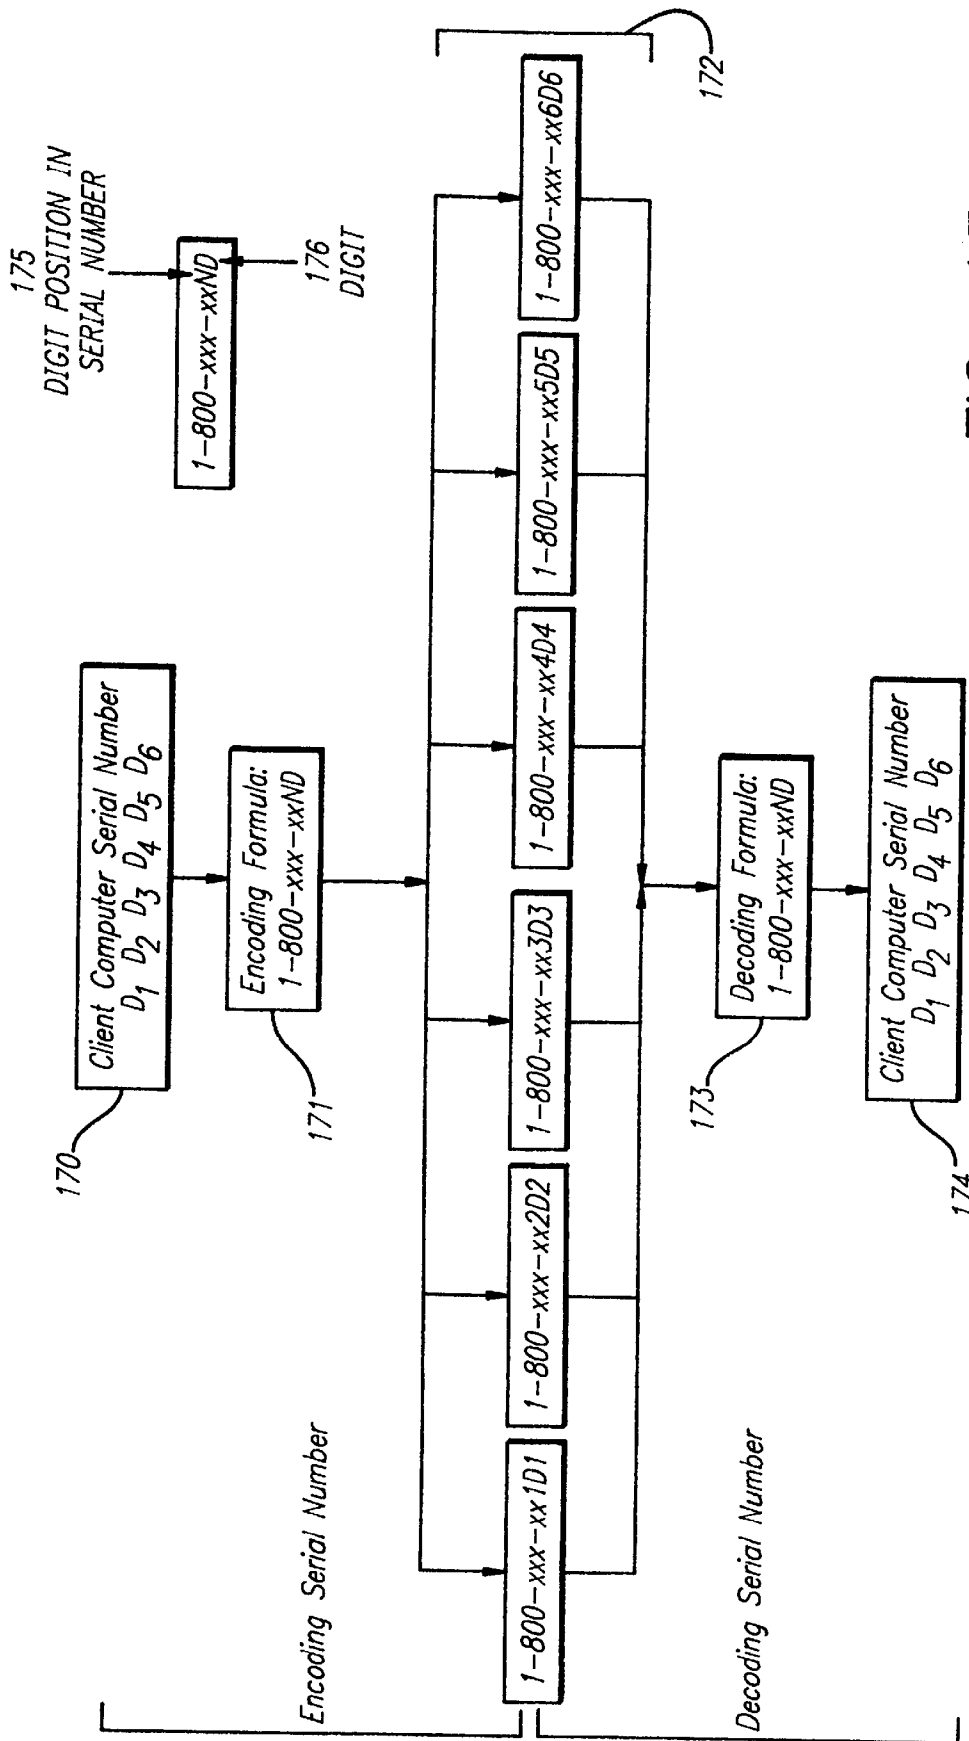 175
DIGIT POSITION IN
SERIAL NUMBER
1-800-xxx-xxND
176
DIGIT
170
Client Computer Serial Number
D1 D2 D3 D4 D5 D6
171
Encoding Formula:
1-800-xxx-xxND
Encoding Serial Number
1-800-xxx-xx1D1
1-800-xxx-xx2D2
1-800-xxx-xx3D3
1-800-xxx-xx4D4
1-800-xxx-xx5D5
1-800-xxx-xx6D6
172
Decoding Serial Number
173
Decoding Formula:
1-800-xxx-xxND
174
Client Computer Serial Number
D1 D2 D3 D4 D5 D6